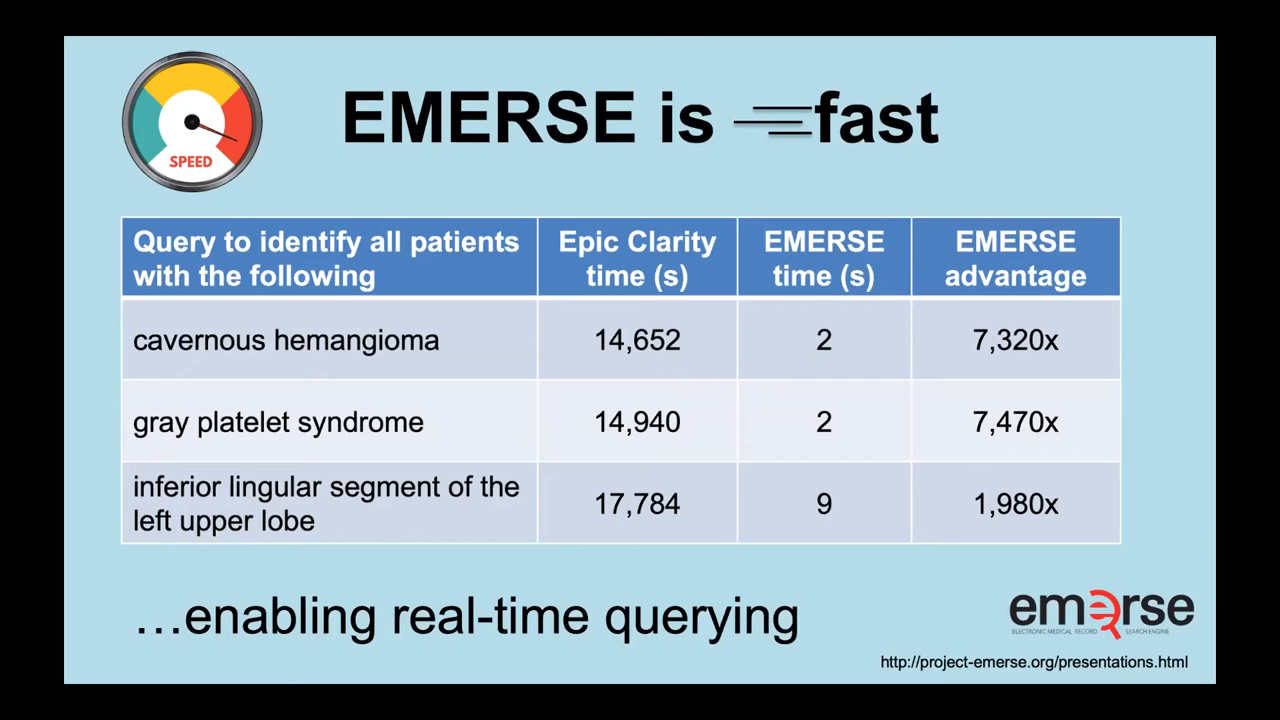 SPEED
EMERSE is fast
Query to identify all patients with the following
Epic Clarity time (s)
EMERSE time (s)
EMERSE advantage
cavernous hemangioma
14,652
2
7,320x
gray platelet syndrome
14,940
2
7,470x
inferior lingular segment of the left upper lobe
17,784
9
1,980x
…enabling real-time querying
emerse
ELECTRONIC MEDICAL RECORD SEARCH ENGINE
http://project-emerse.org/presentations.html